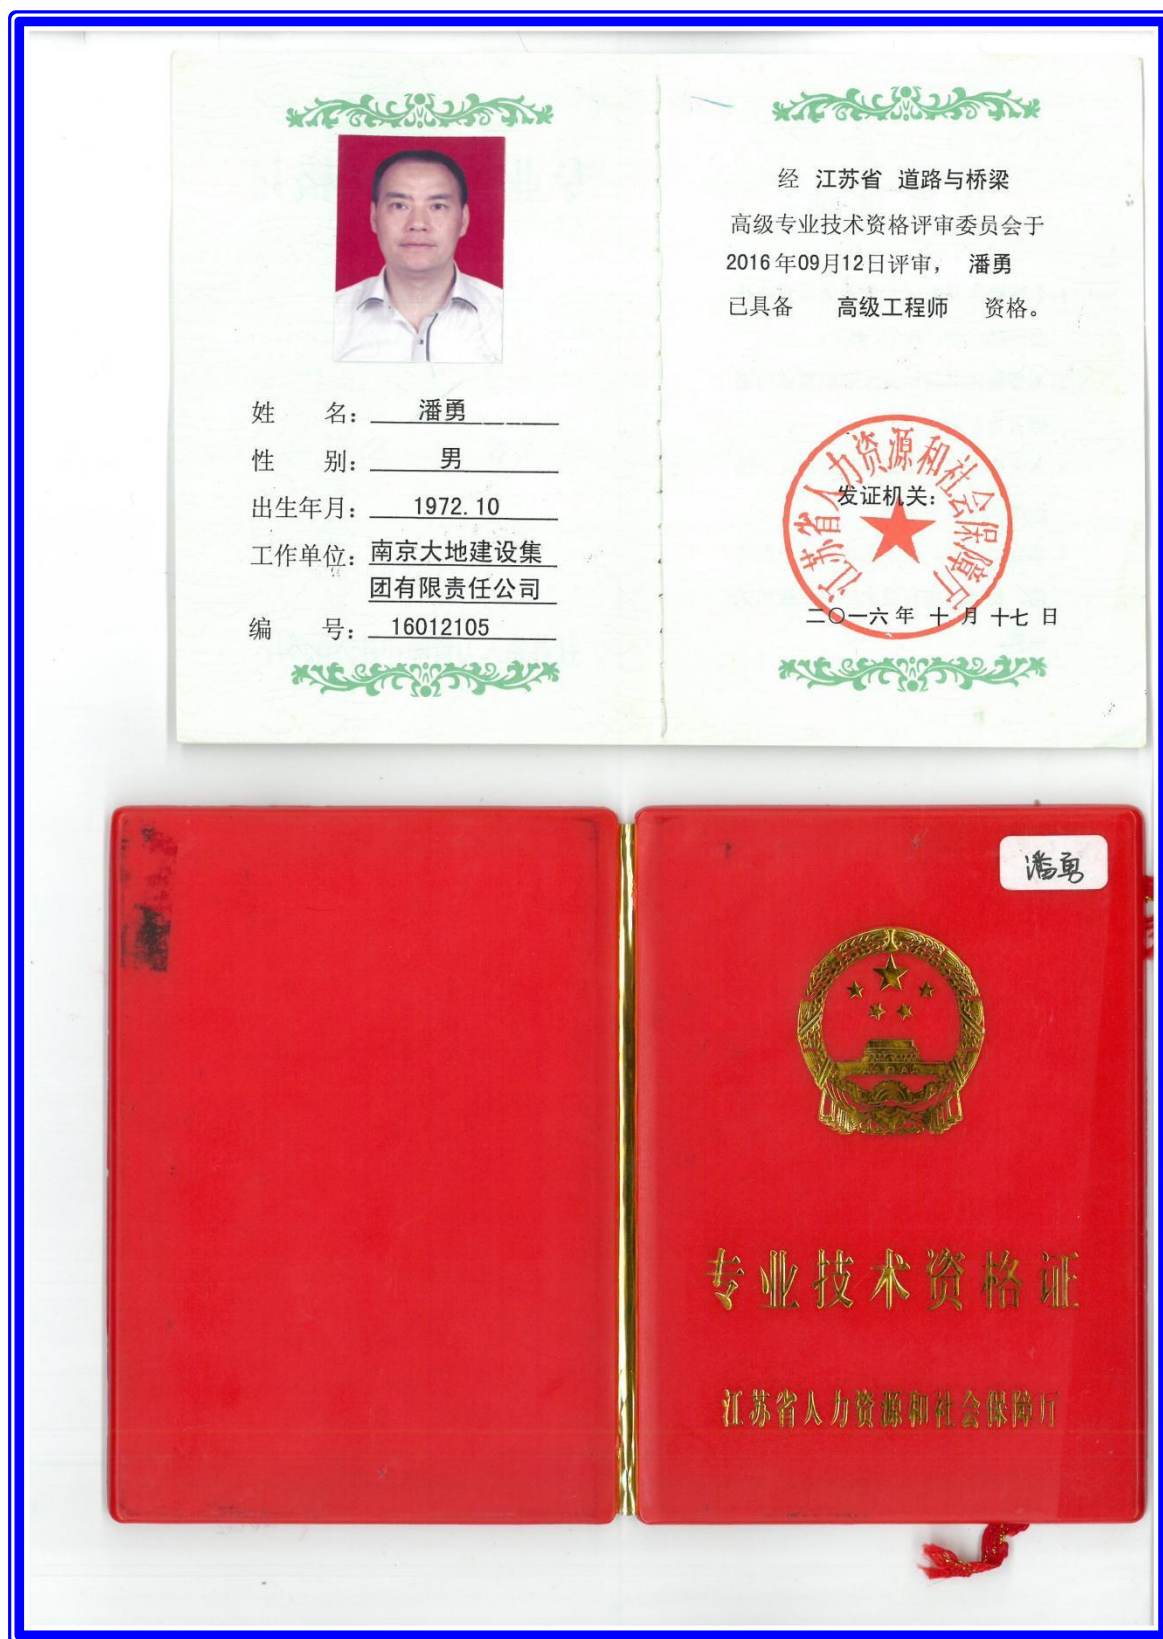 姓 名：潘勇
性 别：男
出生年月：1972.10
工作单位：南京大地建设集
团有限责任公司
编 号：16012105
经 江苏省 道路与桥梁
高级专业技术资格评审委员会于
2016年09月12日评审， 潘勇
已具备 高级工程师 资格。
江苏省人力资源和社会保障厅
发证机关：
二〇一六年 十 月 十七 日
潘勇
专业技术资格证
江苏省人力资源和社会保障厅